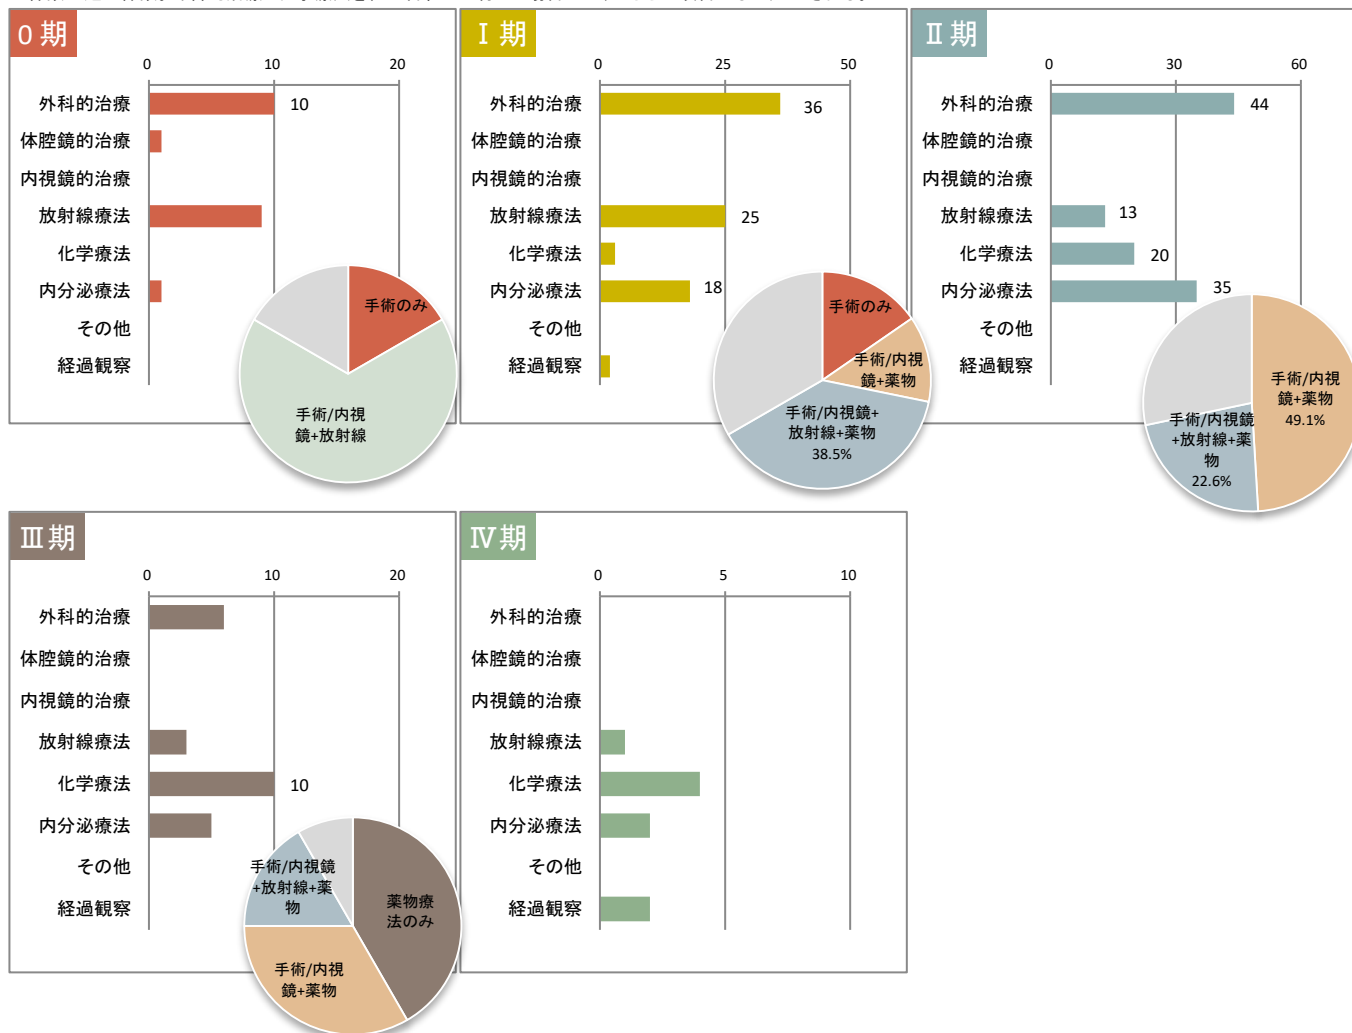 0期
0 10 20
外科的治療 10
体腔鏡的治療
内視鏡的治療
放射線療法
化学療法
内分泌療法
その他
経過観察
手術のみ
手術/内視
鏡+放射線
Ⅰ期
0 25 50
外科的治療 36
体腔鏡的治療
内視鏡的治療
放射線療法 25
化学療法
内分泌療法 18
その他
経過観察
手術のみ
手術/内視
鏡+薬物
手術/内視鏡+
放射線+薬物
38.5%
Ⅱ期
0 30 60
外科的治療 44
体腔鏡的治療
内視鏡的治療
放射線療法 13
化学療法 20
内分泌療法 35
その他
経過観察
手術/内視
鏡+薬物
49.1%
手術/内視鏡
+放射線+薬
物
22.6%
Ⅲ期
0 10 20
外科的治療
体腔鏡的治療
内視鏡的治療
放射線療法
化学療法 10
内分泌療法
その他
経過観察
手術/内視鏡
+放射線+薬
物
薬物療
法のみ
手術/内視
鏡+薬物
Ⅳ期
0 5 10
外科的治療
体腔鏡的治療
内視鏡的治療
放射線療法
化学療法
内分泌療法
その他
経過観察